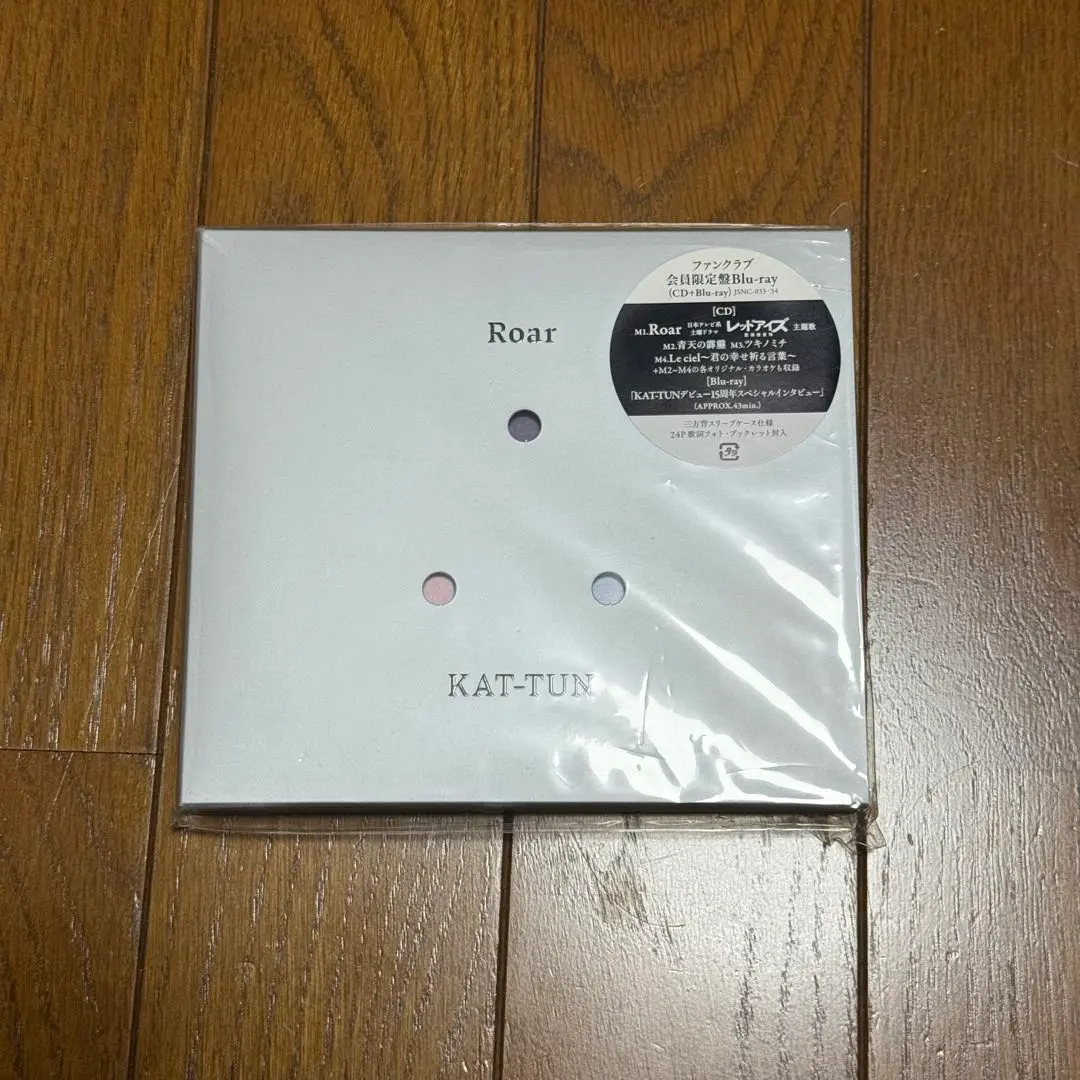 Roar
KAT-TUN
ファンクラブ
会員限定盤Blu-ray
(CD+Blu-ray) JSNC-033~34
[CD]
M1.Roar 日本テレビ系 土曜ドラマ レッドアイズ 主題歌
M2.青天の霹靂 M3.ツキノミチ
M4.Le ciel～君の幸せ祈る言葉～
+M2~M4の各オリジナル・カラオケも収録
[Blu-ray]
「KAT-TUNデビュー15周年スペシャルインタビュー」
(APPROX.43min.)
三方背スリーブケース仕様
24P 歌詞フォト・ブックレット封入
プラ